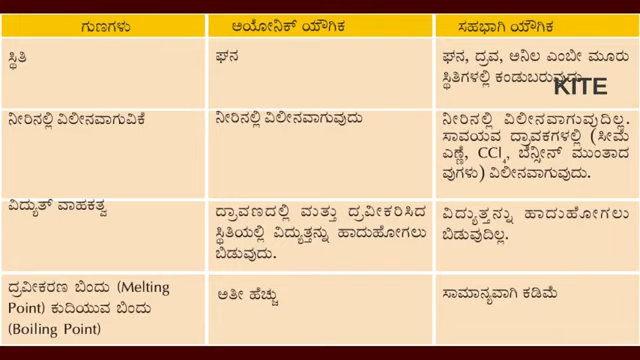 ಗುಣಗಳು
ಅಯೋನಿಕ್ ಯೌಗಿಕ
ಸಹಭಾಗಿ ಯೌಗಿಕ
ಸ್ಥಿತಿ
ಘನ
ಘನ, ದ್ರವ, ಅನಿಲ ಎಂಬೀ ಮೂರು
ಸ್ಥಿತಿಗಳಲ್ಲಿ ಕಂಡುಬರುವುದು.
KITE
ನೀರಿನಲ್ಲಿ ವಿಲೀನವಾಗುವಿಕೆ
ನೀರಿನಲ್ಲಿ ವಿಲೀನವಾಗುವುದು
ನೀರಿನಲ್ಲಿ ವಿಲೀನವಾಗುವುದಿಲ್ಲ.
ಸಾವಯವ ದ್ರಾವಕಗಳಲ್ಲಿ (ಸೀಮೆ
ಎಣ್ಣೆ, CCl₄, ಬೆನ್ಸೀನ್ ಮುಂತಾದ
ವುಗಳು) ವಿಲೀನವಾಗುವುದು.
ವಿದ್ಯುತ್ ವಾಹಕತ್ವ
ದ್ರಾವಣದಲ್ಲಿ ಮತ್ತು ದ್ರವೀಕರಿಸಿದ
ಸ್ಥಿತಿಯಲ್ಲಿ ವಿದ್ಯುತ್ತನ್ನು ಹಾದುಹೋಗಲು
ಬಿಡುವುದು.
ವಿದ್ಯುತ್ತನ್ನು ಹಾದುಹೋಗಲು
ಬಿಡುವುದಿಲ್ಲ.
ದ್ರವೀಕರಣ ಬಿಂದು (Melting
Point) ಕುದಿಯುವ ಬಿಂದು
(Boiling Point)
ಅತೀ ಹೆಚ್ಚು
ಸಾಮಾನ್ಯವಾಗಿ ಕಡಿಮೆ